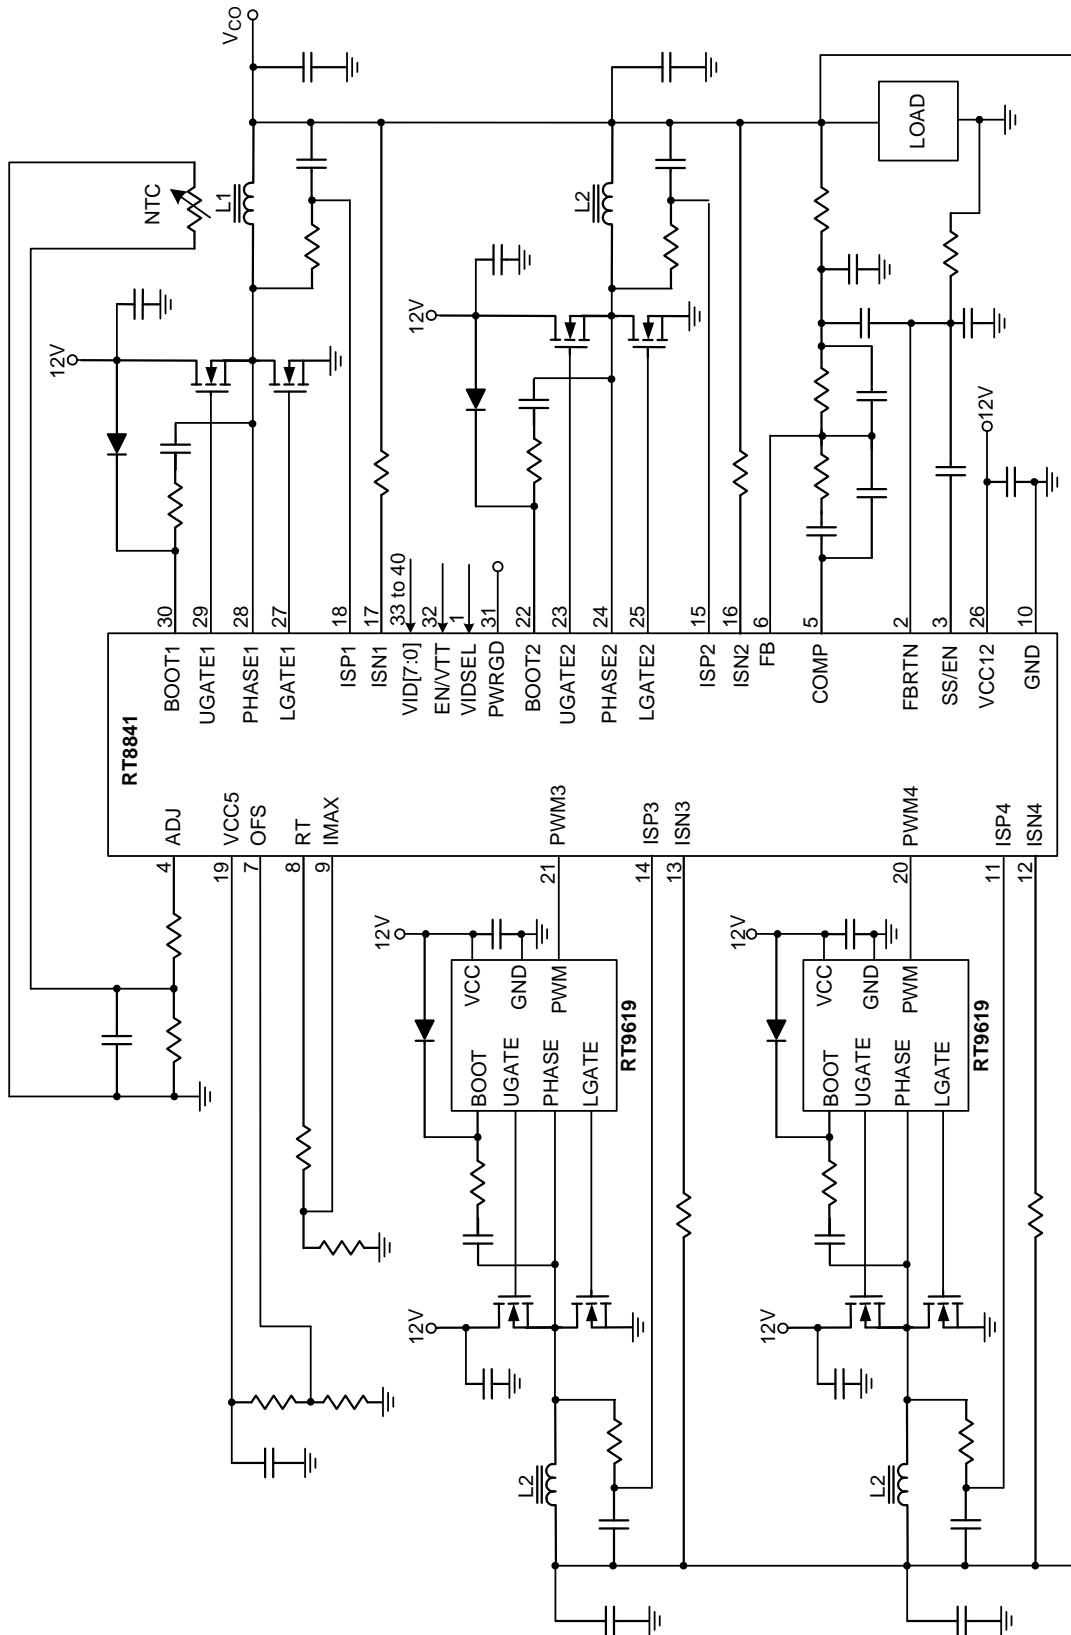 VCO
NTC
L1
12V
LOAD
L2
12V
12V
30
29
28
27
18
17
33 to 40
32
1
31
22
23
24
25
15
16
6
5
2
3
26
10
BOOT1
UGATE1
PHASE1
LGATE1
ISP1
ISN1
VID[7:0]
EN/VTT
VIDSEL
PWRGD
BOOT2
UGATE2
PHASE2
LGATE2
ISP2
ISN2
FB
COMP
FBRTN
SS/EN
VCC12
GND
RT8841
ADJ
VCC5
OFS
RT
IMAX
PWM3
ISP3
ISN3
PWM4
ISP4
ISN4
4
19
7
8
9
21
14
13
20
11
12
12V
VCC
GND
PWM
BOOT
UGATE
PHASE
LGATE
RT9619
12V
L2
12V
VCC
GND
PWM
BOOT
UGATE
PHASE
LGATE
RT9619
12V
L2